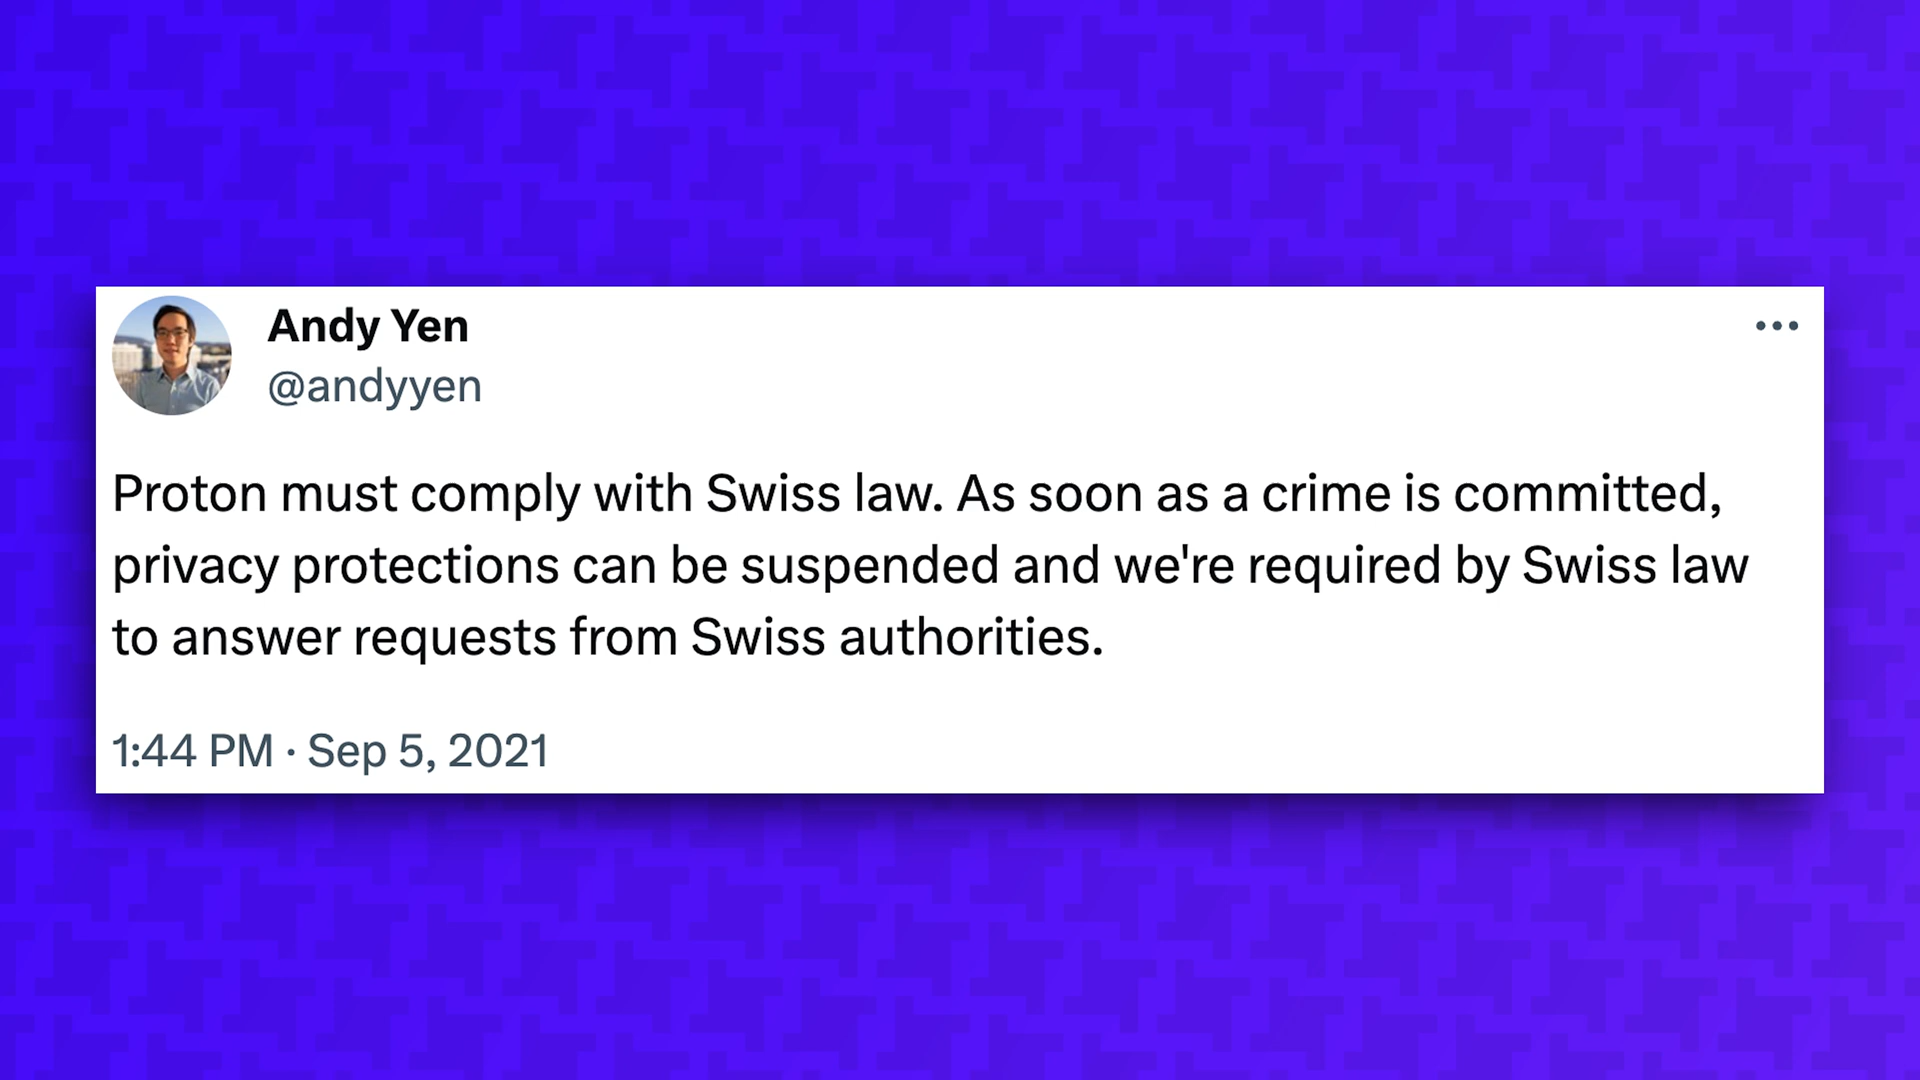 Andy Yen
@andyyen
Proton must comply with Swiss law. As soon as a crime is committed,
privacy protections can be suspended and we're required by Swiss law
to answer requests from Swiss authorities.
1:44 PM · Sep 5, 2021